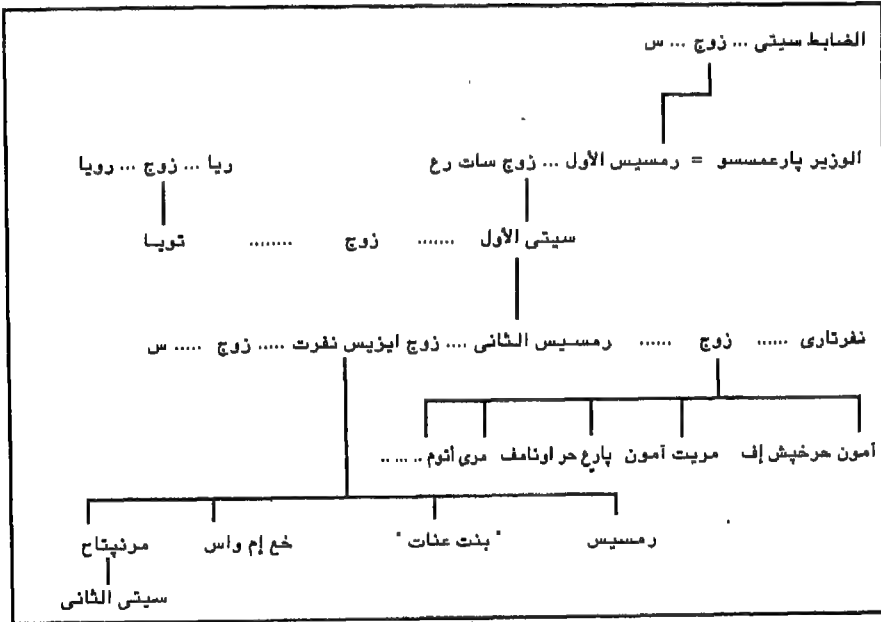 الضابط سيتى ... زوج ... س
الوزير پارعمسسو = رمسيس الأول ... زوج سات رع ريا ... زوج ... رويا
سيتى الأول ....... زوج ........ تويـا
نفرتارى ...... زوج ...... رمسيس الثانى .... زوج ايزيس نفرت ..... زوج ..... س
آمون حرخپش إف مريت آمون پارع حر اونامف مرى أتوم .. ... ..
رمسيس " بنت عنات " خع إم واس مرنپتاح
سيتى الثانى